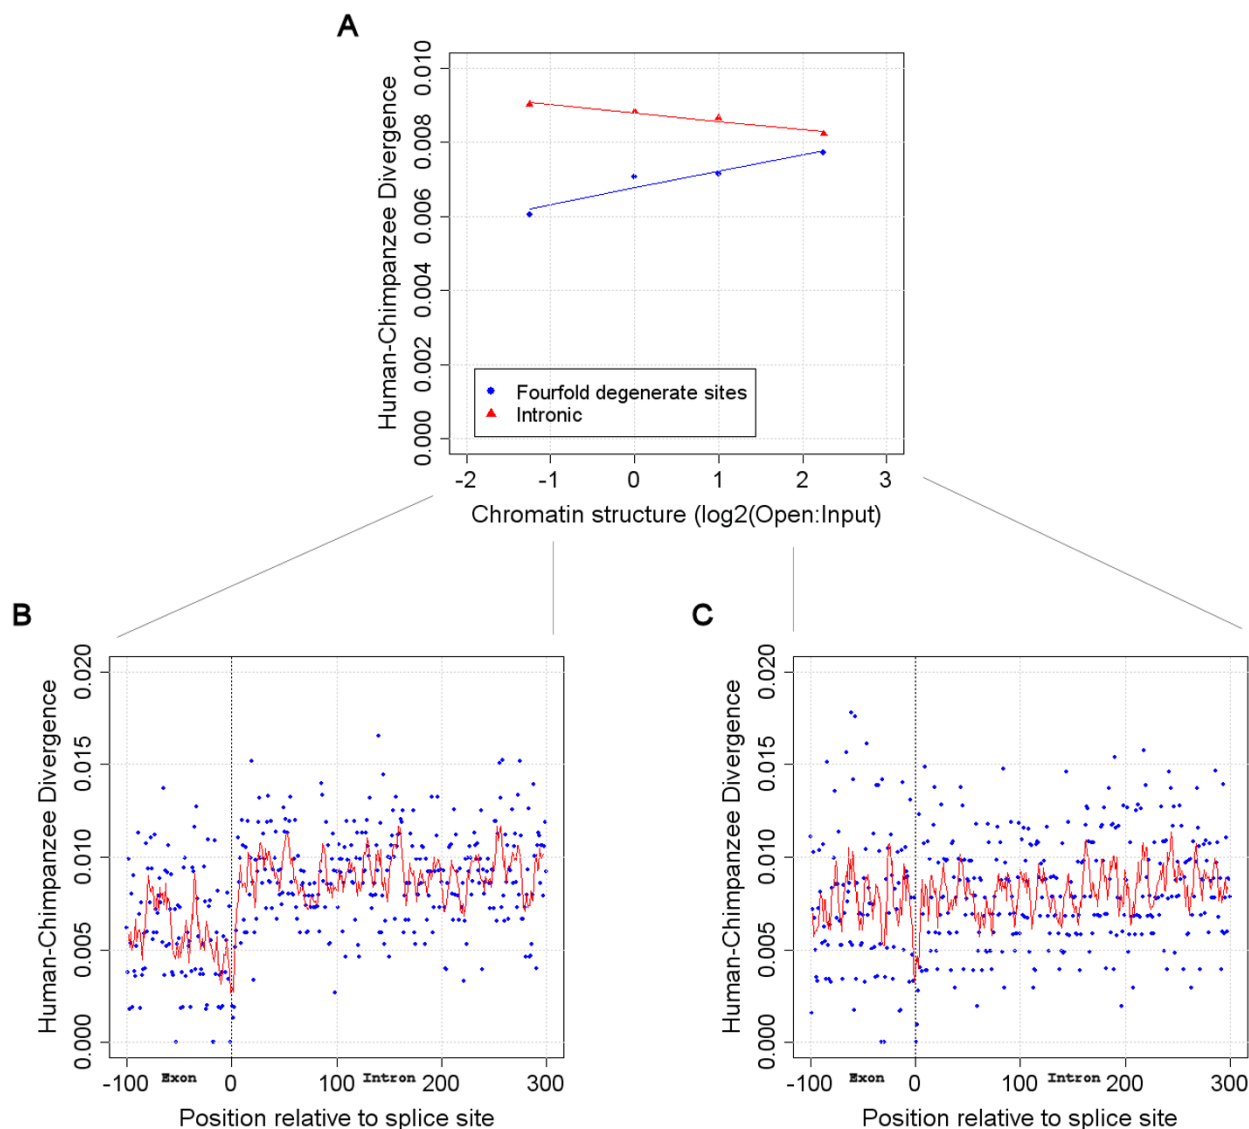 A
Human-Chimpanzee Divergence
0.010
0.008
0.006
0.004
0.002
0.000
Fourfold degenerate sites
Intronic
-2 -1 0 1 2 3
Chromatin structure (log2(Open:Input)
B
Human-Chimpanzee Divergence
0.020
0.015
0.010
0.005
0.000
-100 Exon 0 100 Intron 200 300
Position relative to splice site
C
Human-Chimpanzee Divergence
0.020
0.015
0.010
0.005
0.000
-100 Exon 0 100 Intron 200 300
Position relative to splice site